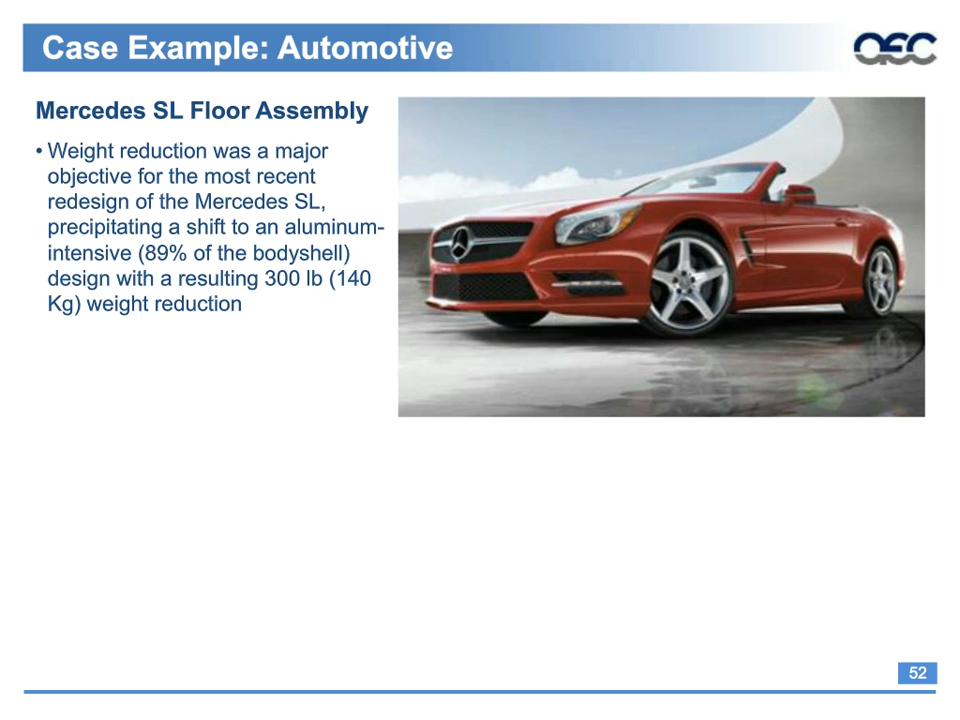 Case Example: Automotive
AEC
Mercedes SL Floor Assembly
• Weight reduction was a major
objective for the most recent
redesign of the Mercedes SL,
precipitating a shift to an aluminum-
intensive (89% of the bodyshell)
design with a resulting 300 lb (140
Kg) weight reduction
52